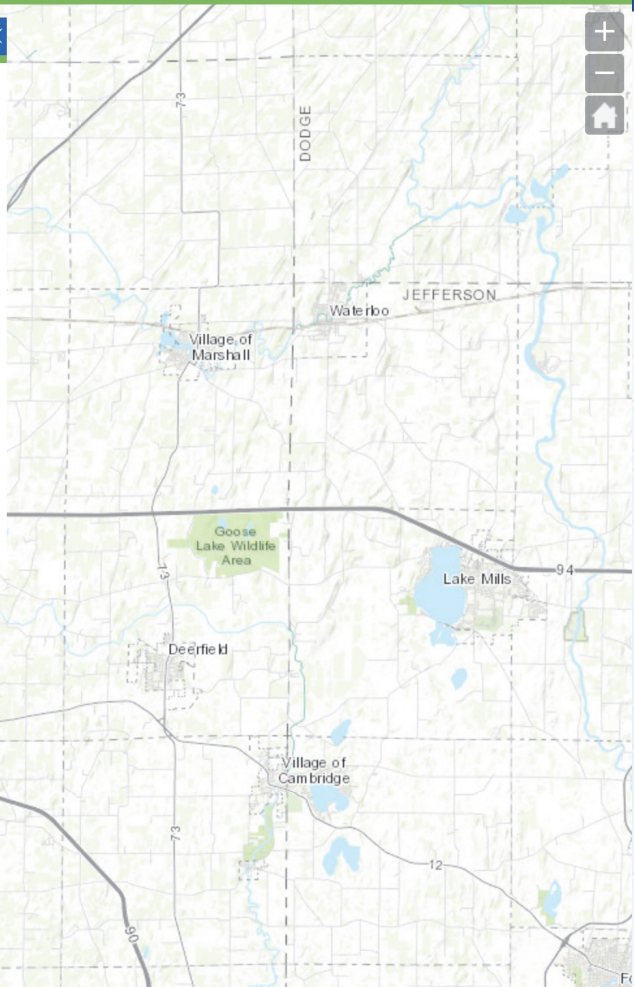 +
−
73
DODGE
JEFFERSON
Waterloo
Village of
Marshall
Goose
Lake Wildlife
Area
73
94
Lake Mills
Deerfield
Village of
Cambridge
73
12
90
Fo